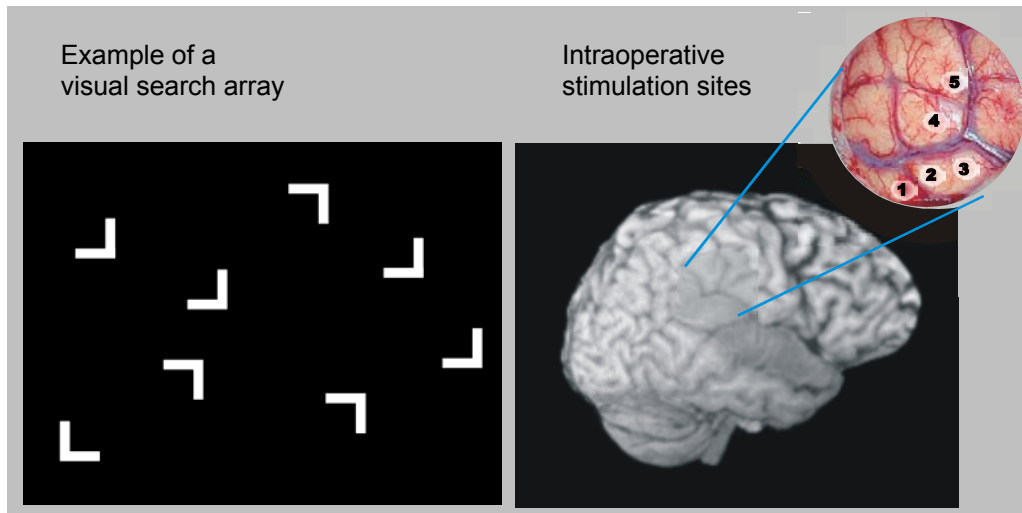 Example of a
visual search array
Intraoperative
stimulation sites
5
4
3
2
1